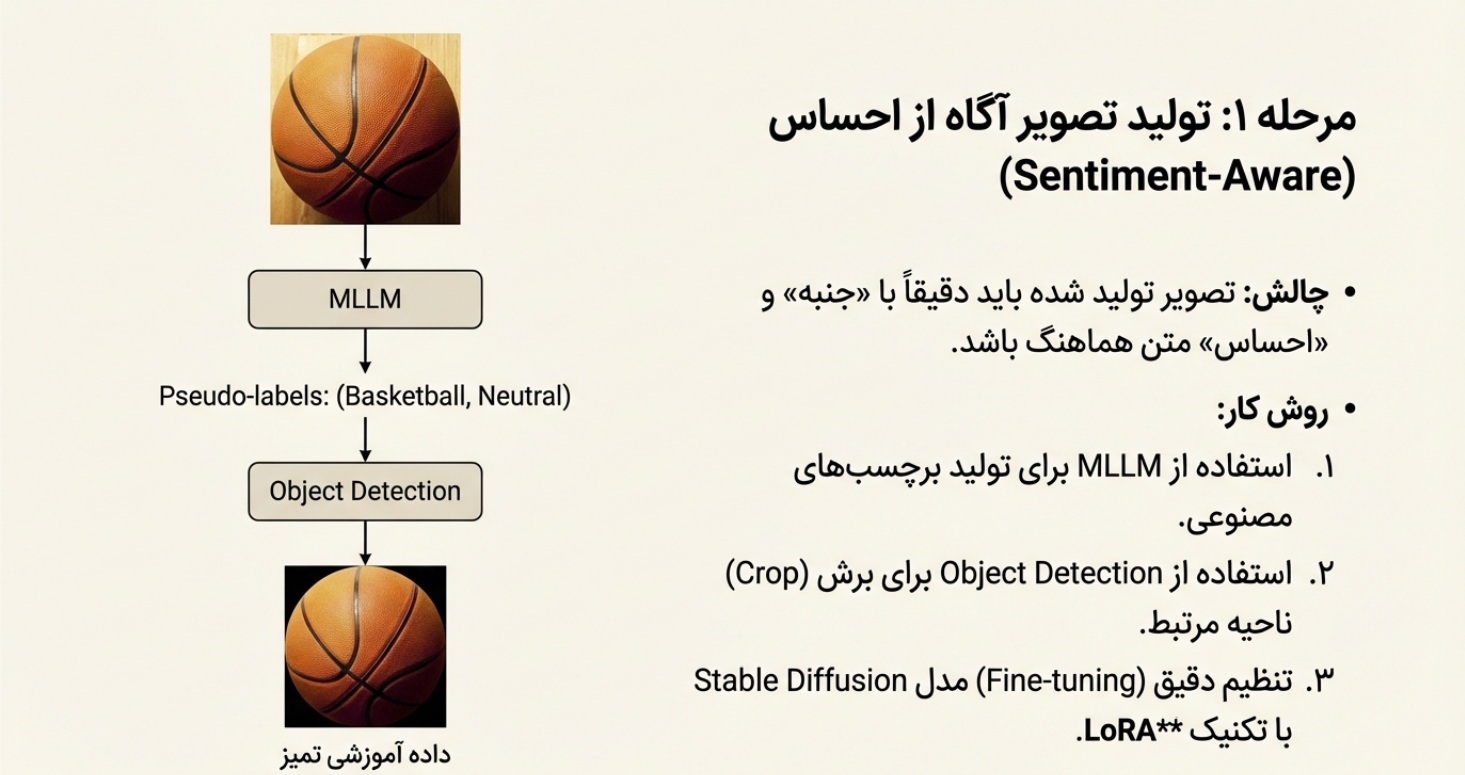 مرحله ۱: تولید تصویر آگاه از احساس
(Sentiment-Aware)
• چالش: تصویر تولید شده باید دقیقاً با «جنبه» و
«احساس» متن هماهنگ باشد.
• روش کار:
۱. استفاده از MLLM برای تولید برچسب‌های
مصنوعی.
۲. استفاده از Object Detection برای برش (Crop)
ناحیه مرتبط.
۳. تنظیم دقیق (Fine-tuning) مدل Stable Diffusion
با تکنیک **LoRA.
MLLM
Pseudo-labels: (Basketball, Neutral)
Object Detection
داده آموزشی تمیز